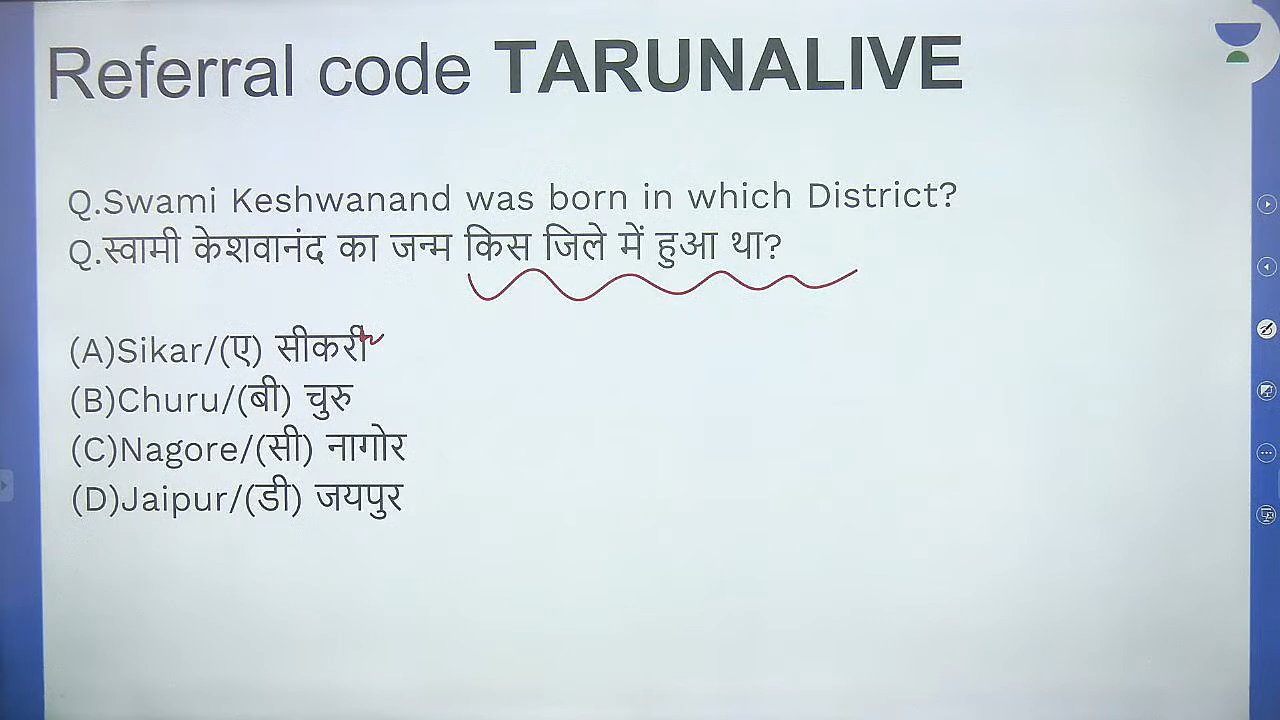 Referral code TARUNALIVE
Q.Swami Keshwanand was born in which District?
Q.स्वामी केशवानंद का जन्म किस जिले में हुआ था?
(A)Sikar/(ए) सीकरी
(B)Churu/(बी) चुरु
(C)Nagore/(सी) नागोर
(D)Jaipur/(डी) जयपुर